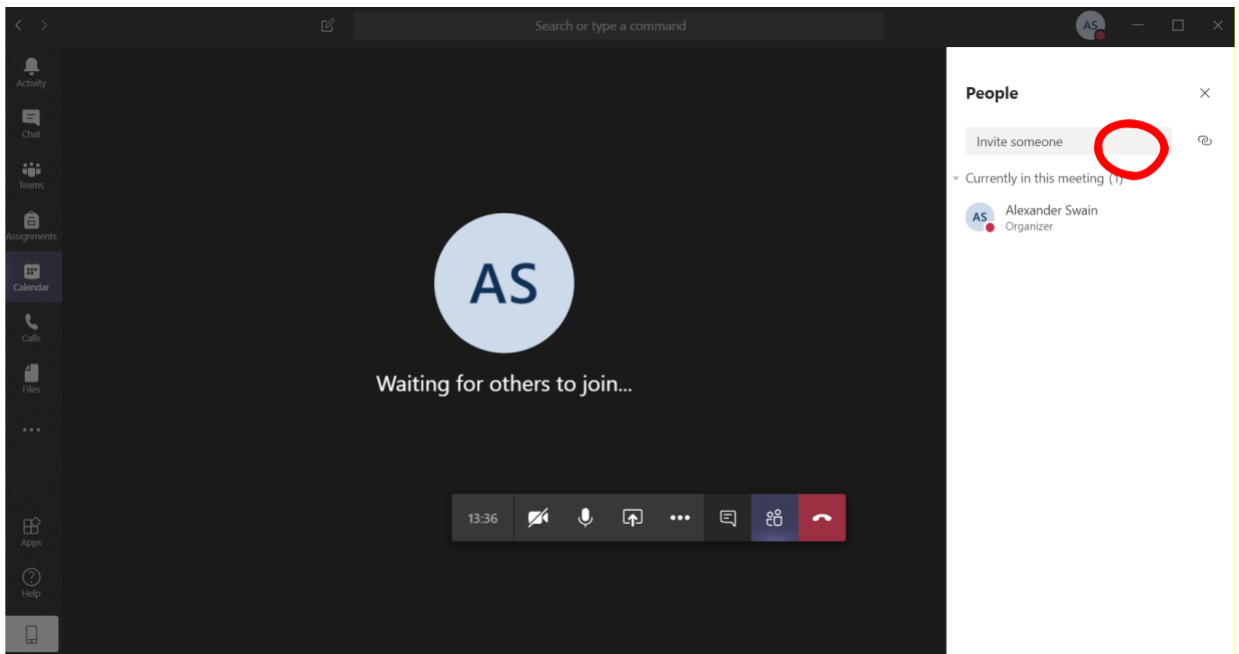 Search or type a command
AS
Activity
Chat
Teams
Assignments
Calendar
Calls
Files
Apps
Help
AS
Waiting for others to join...
13:36
People
Invite someone
Currently in this meeting (1)
AS
Alexander Swain
Organizer